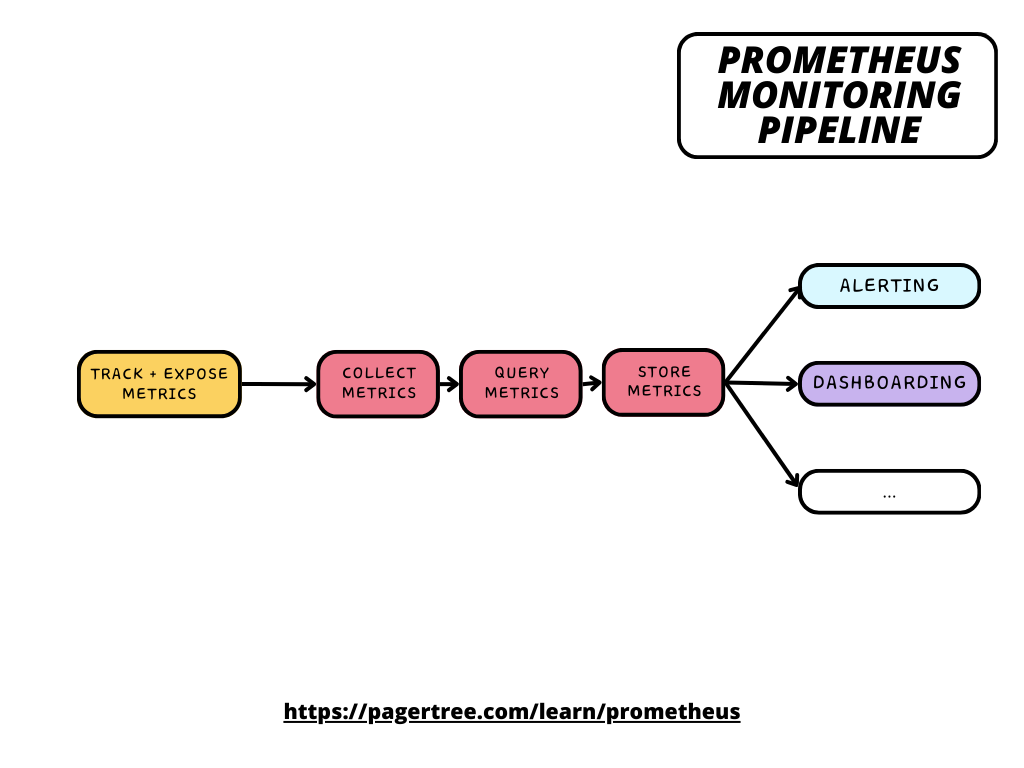 PROMETHEUS
MONITORING
PIPELINE
ALERTING
TRACK + EXPOSE
METRICS
COLLECT
METRICS
QUERY
METRICS
STORE
METRICS
DASHBOARDING
...
https://pagertree.com/learn/prometheus